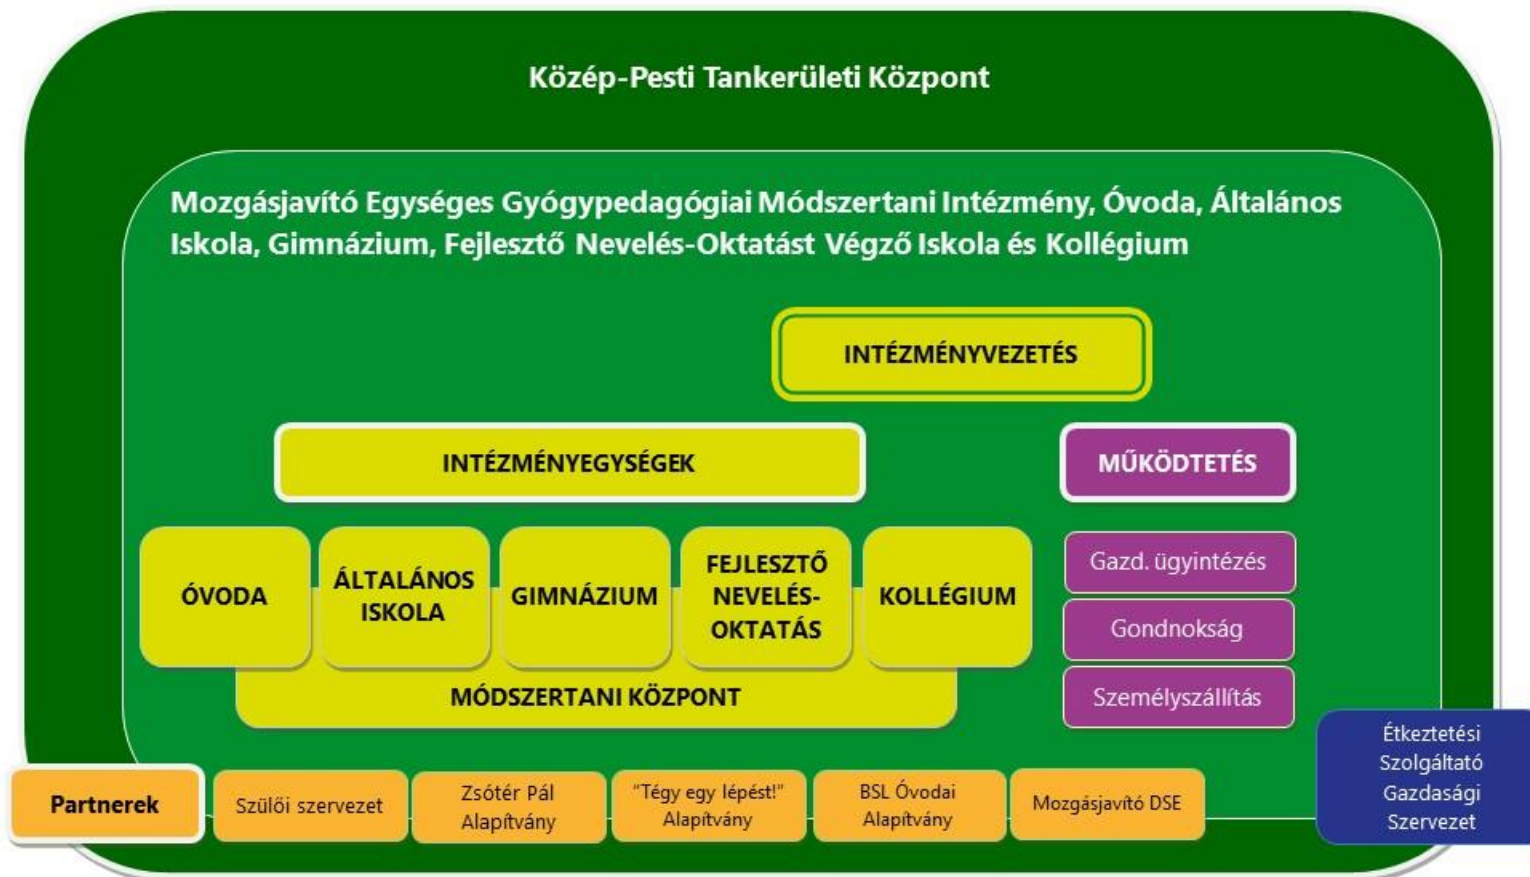 Közép-Pesti Tankerületi Központ
Mozgásjavító Egységes Gyógypedagógiai Módszertani Intézmény, Óvoda, Általános
Iskola, Gimnázium, Fejlesztő Nevelés-Oktatást Végző Iskola és Kollégium
INTÉZMÉNYVEZETÉS
INTÉZMÉNYEGYSÉGEK
MŰKÖDTETÉS
ÓVODA
ÁLTALÁNOS
ISKOLA
GIMNÁZIUM
FEJLESZTŐ
NEVELÉS-
OKTATÁS
KOLLÉGIUM
MÓDSZERTANI KÖZPONT
Gazd. ügyintézés
Gondnokság
Személyszállítás
Étkeztetési
Szolgáltató
Gazdasági
Szervezet
Partnerek
Szülői szervezet
Zsótér Pál
Alapítvány
"Tégy egy lépést!"
Alapítvány
BSL Óvodai
Alapítvány
Mozgásjavító DSE